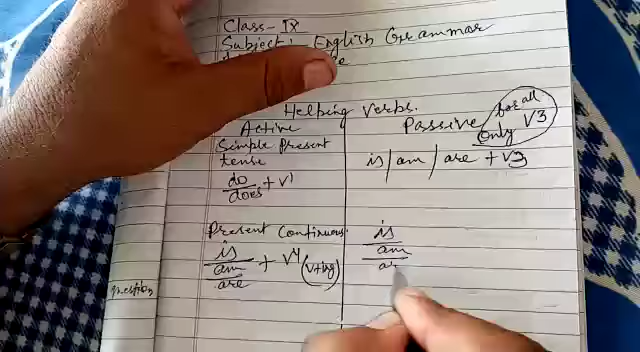 Class - IX
Subject : English Grammar
Helping Verbs.
Active
Passive
for all
Only V3
Simple present
tense
is / am / are + V3
do
does + V'
Present Continuous
is
am
are
+ V4 (V+ing)
is
am
a
question